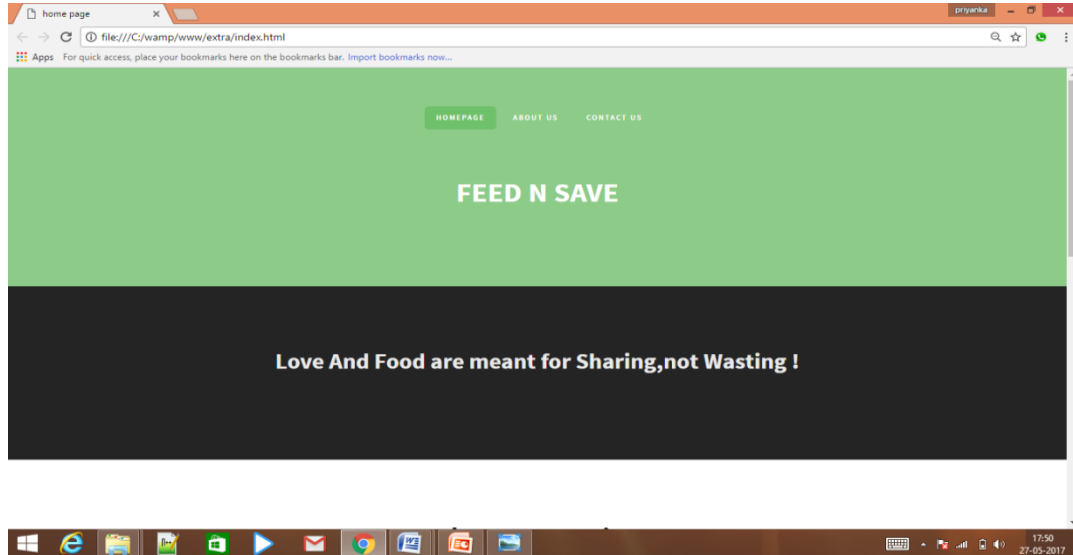 home page
priyanka
file:///C:/wamp/www/extra/index.html
Apps For quick access, place your bookmarks here on the bookmarks bar. Import bookmarks now...
HOMEPAGE ABOUT US CONTACT US
FEED N SAVE
Love And Food are meant for Sharing,not Wasting !
17:50
27-05-2017